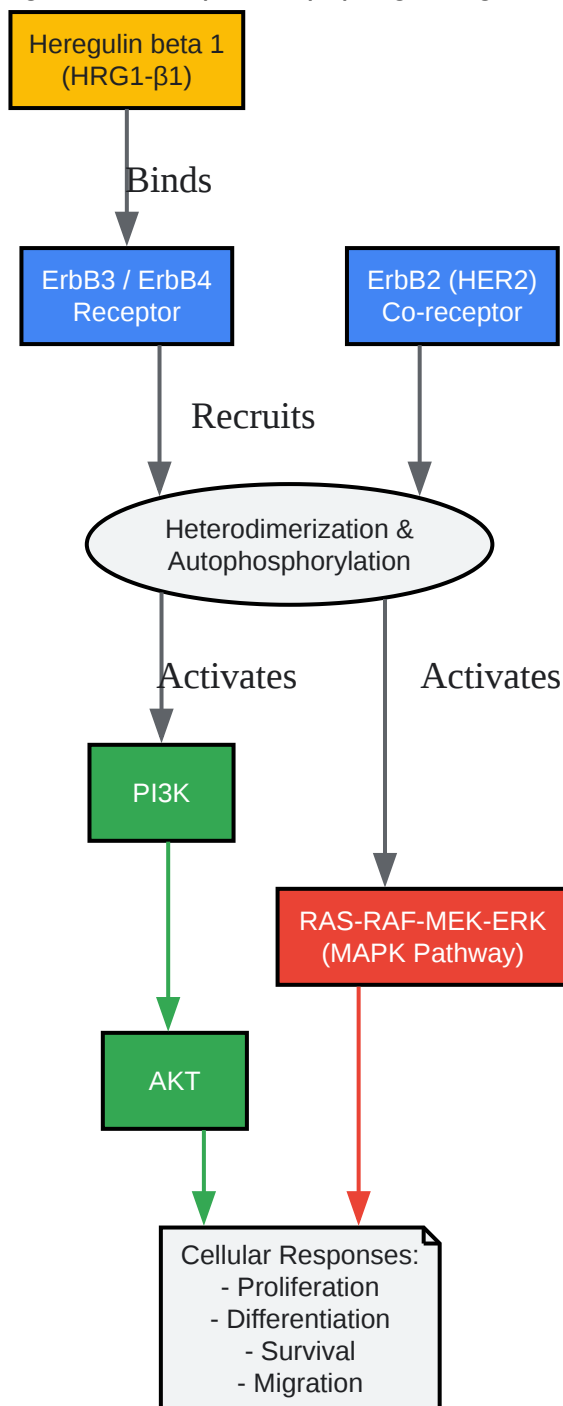 Heregulin beta 1
(HRG1-β1)
Binds
ErbB3 / ErbB4
Receptor
ErbB2 (HER2)
Co-receptor
Recruits
Heterodimerization &
Autophosphorylation
Activates
Activates
PI3K
RAS-RAF-MEK-ERK
(MAPK Pathway)
AKT
Cellular Responses:
- Proliferation
- Differentiation
- Survival
- Migration